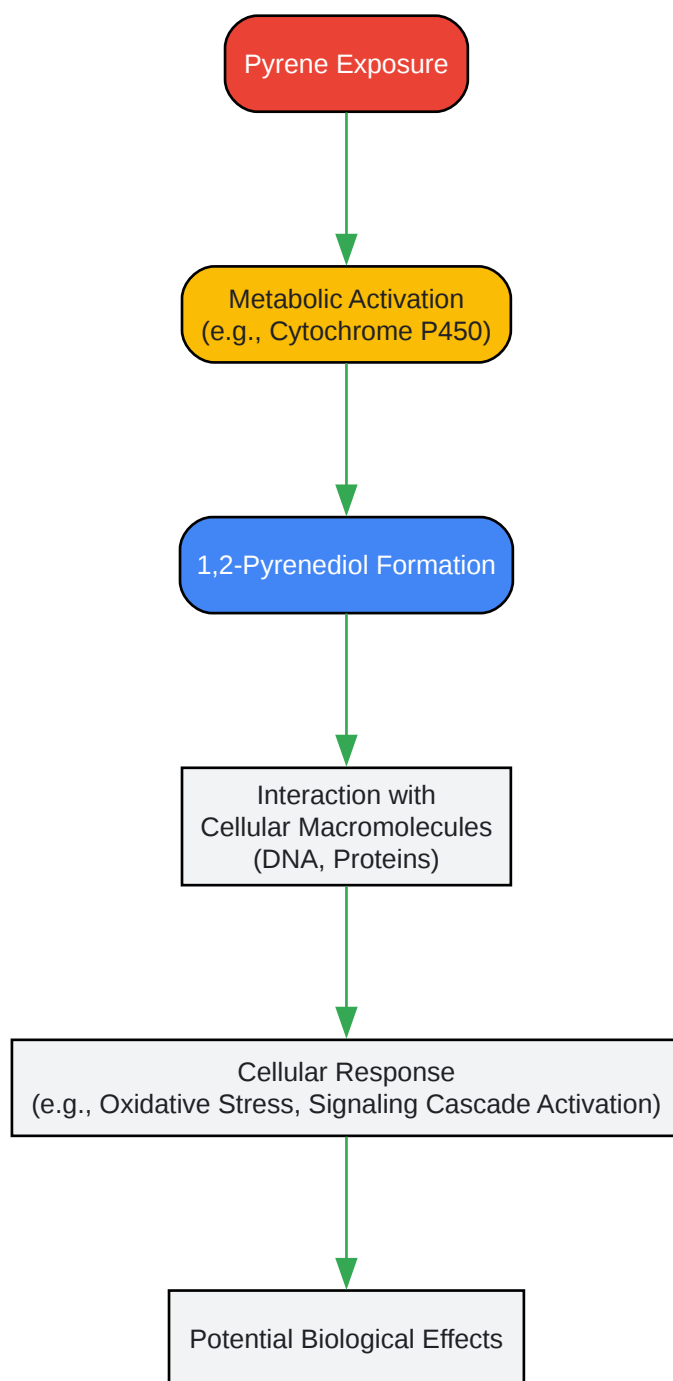 Pyrene Exposure
Metabolic Activation
(e.g., Cytochrome P450)
1,2-Pyrenediol Formation
Interaction with
Cellular Macromolecules
(DNA, Proteins)
Cellular Response
(e.g., Oxidative Stress, Signaling Cascade Activation)
Potential Biological Effects